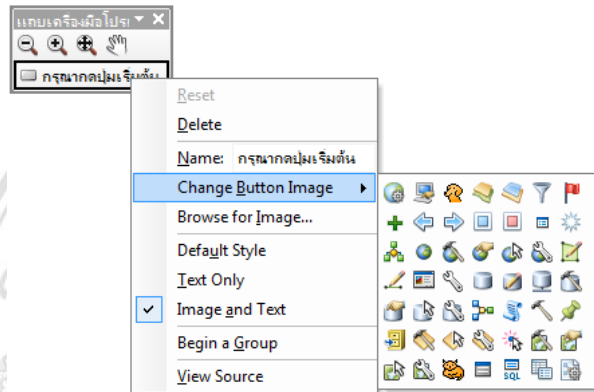 แถบเครื่องมือโปรแ
กรุณากดปุ่มเริ่มต้น
Reset
Delete
Name: กรุณากดปุ่มเริ่มต้น
Change Button Image
Browse for Image...
Default Style
Text Only
Image and Text
Begin a Group
View Source
SQL